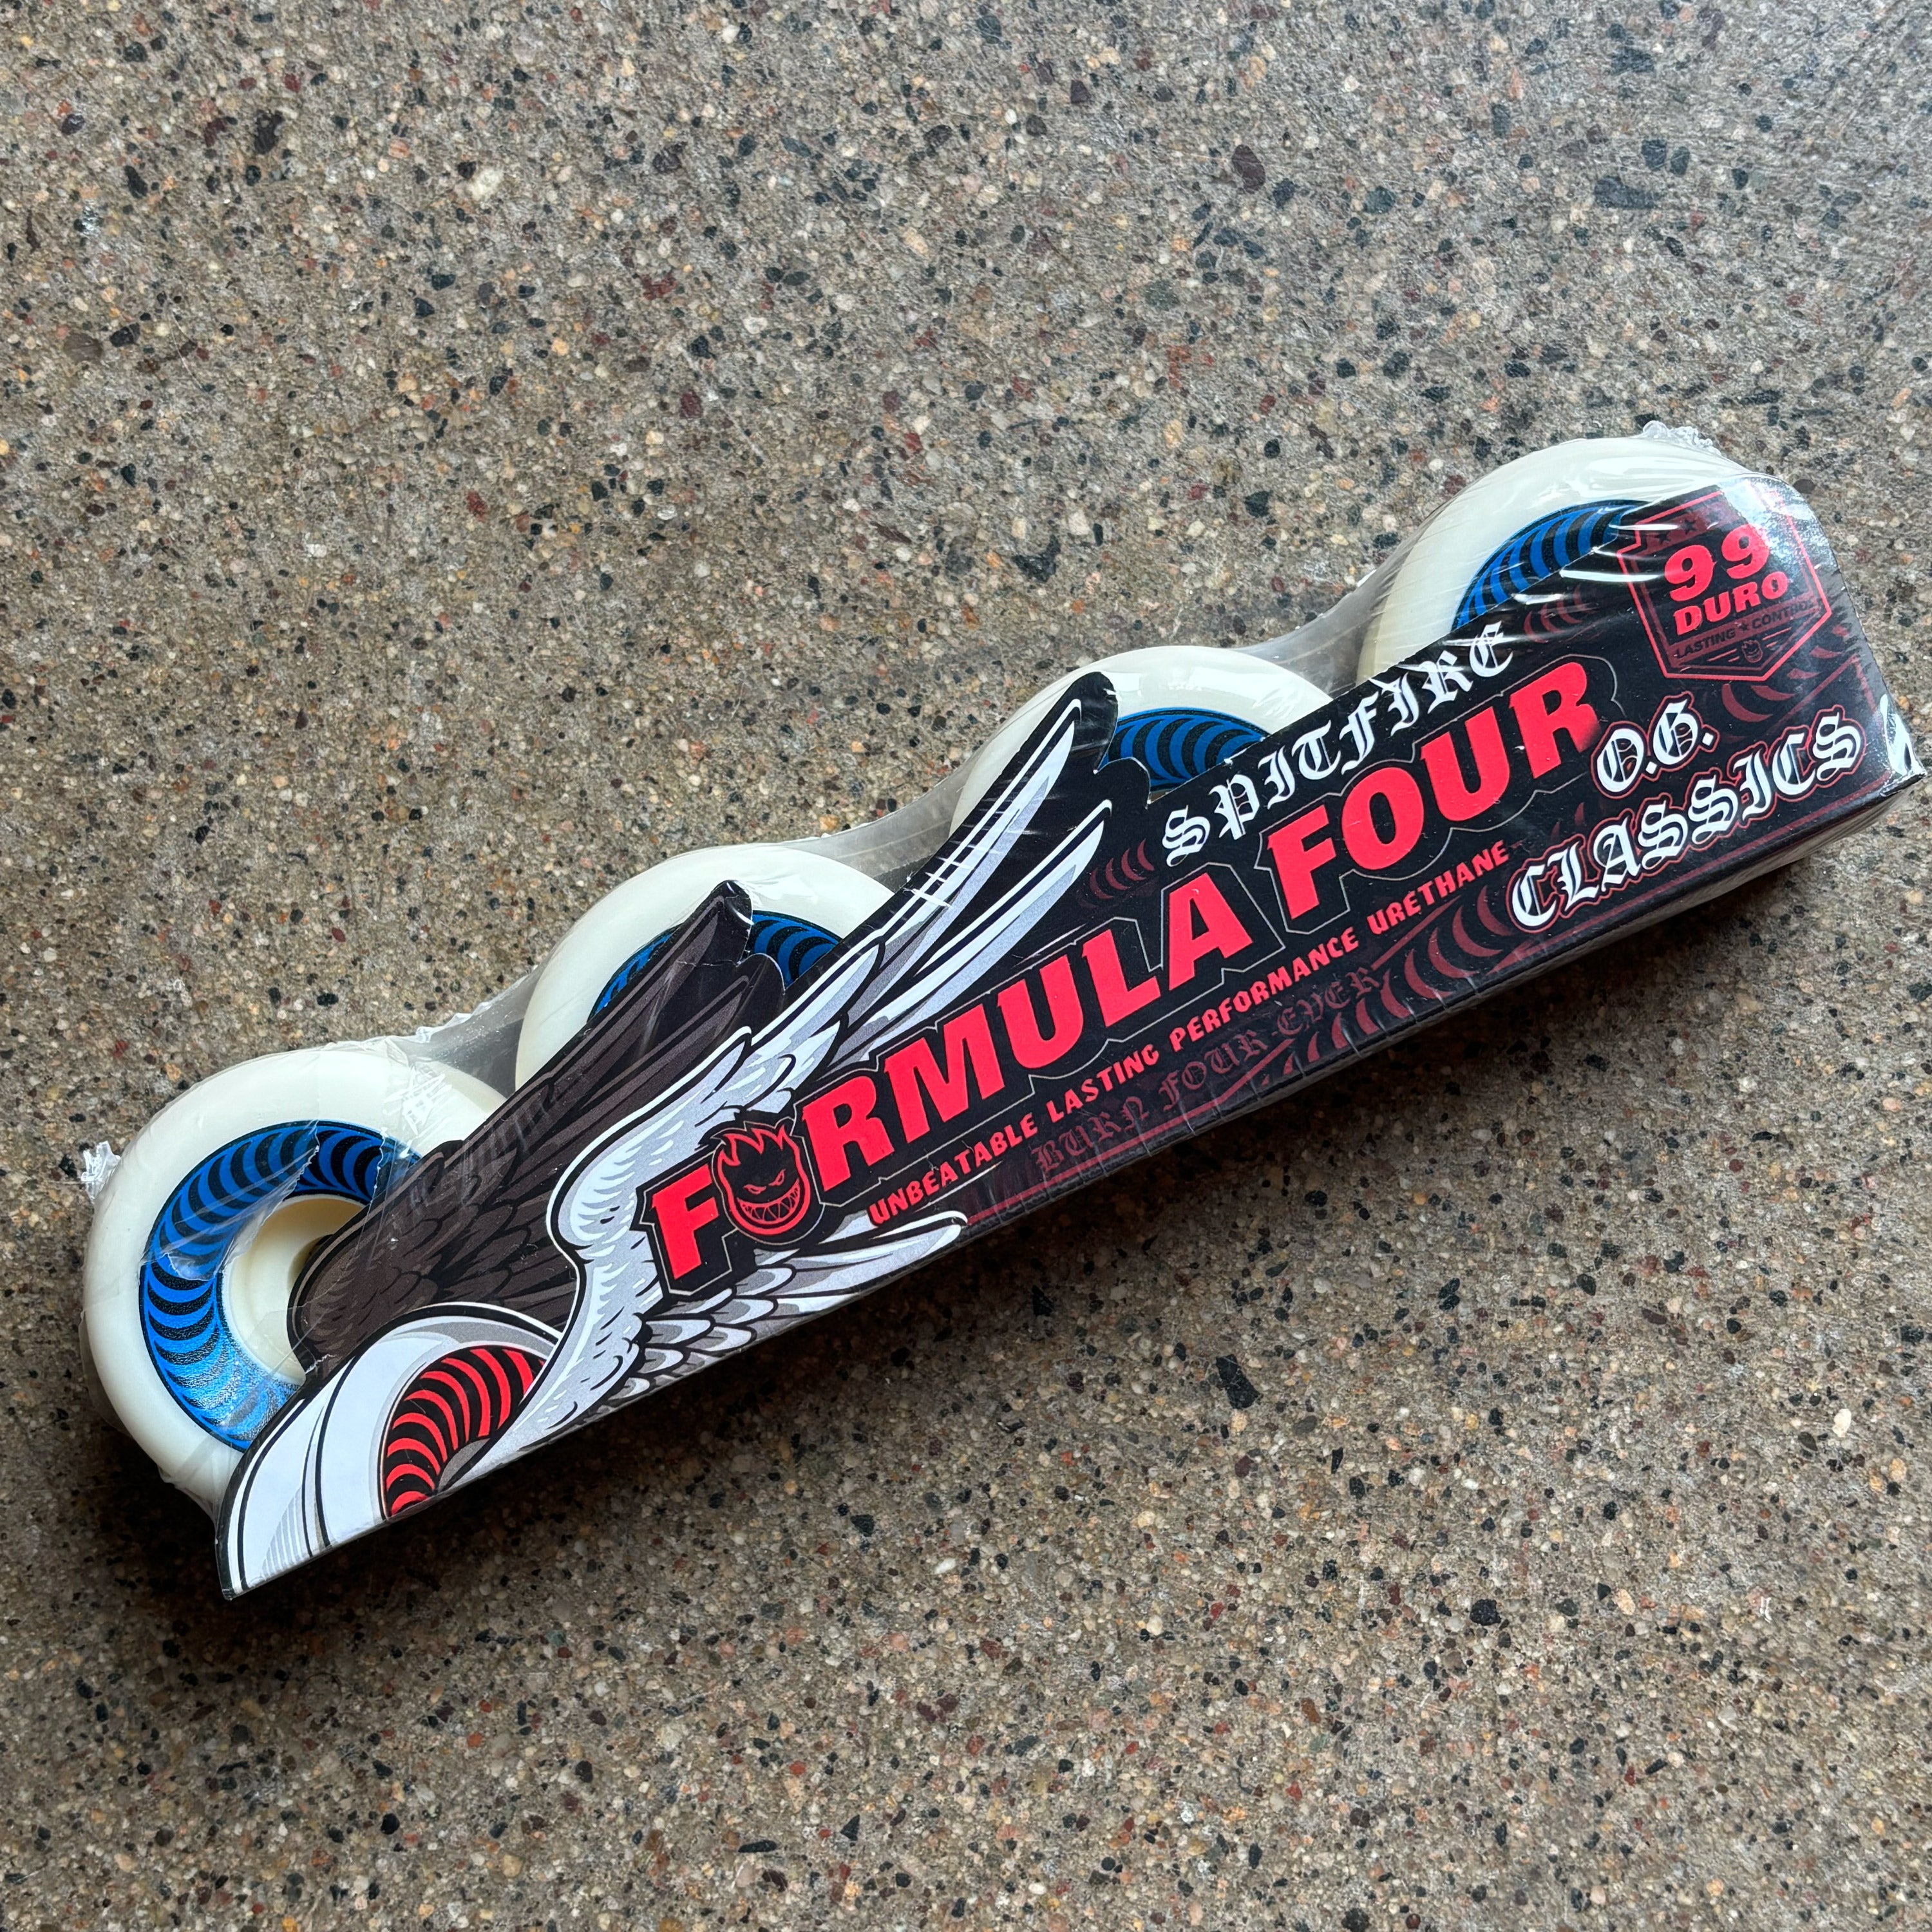 99
DURO
LASTING ★ CONTROL
SPITFIRE
FORMULA FOUR
O.G.
CLASSICS
UNBEATABLE LASTING PERFORMANCE URETHANE
BURN FOUR EVER